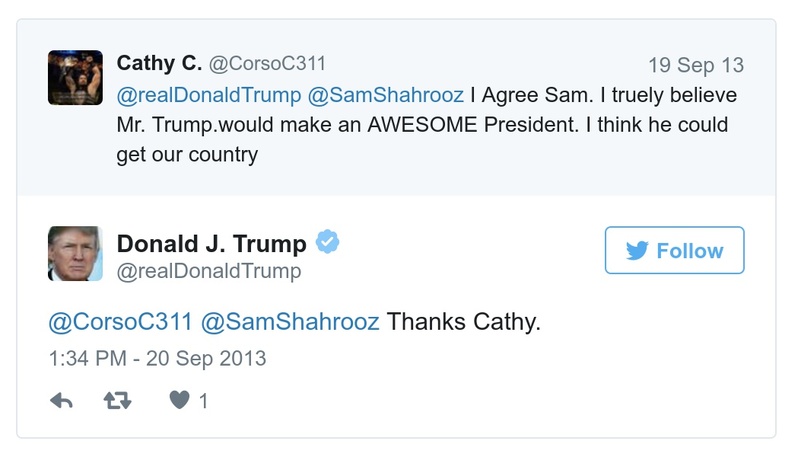 Cathy C. @CorsoC311 19 Sep 13
@realDonaldTrump @SamShahrooz I Agree Sam. I truely believe
Mr. Trump.would make an AWESOME President. I think he could
get our country
Donald J. Trump
@realDonaldTrump
Follow
@CorsoC311 @SamShahrooz Thanks Cathy.
1:34 PM - 20 Sep 2013
1